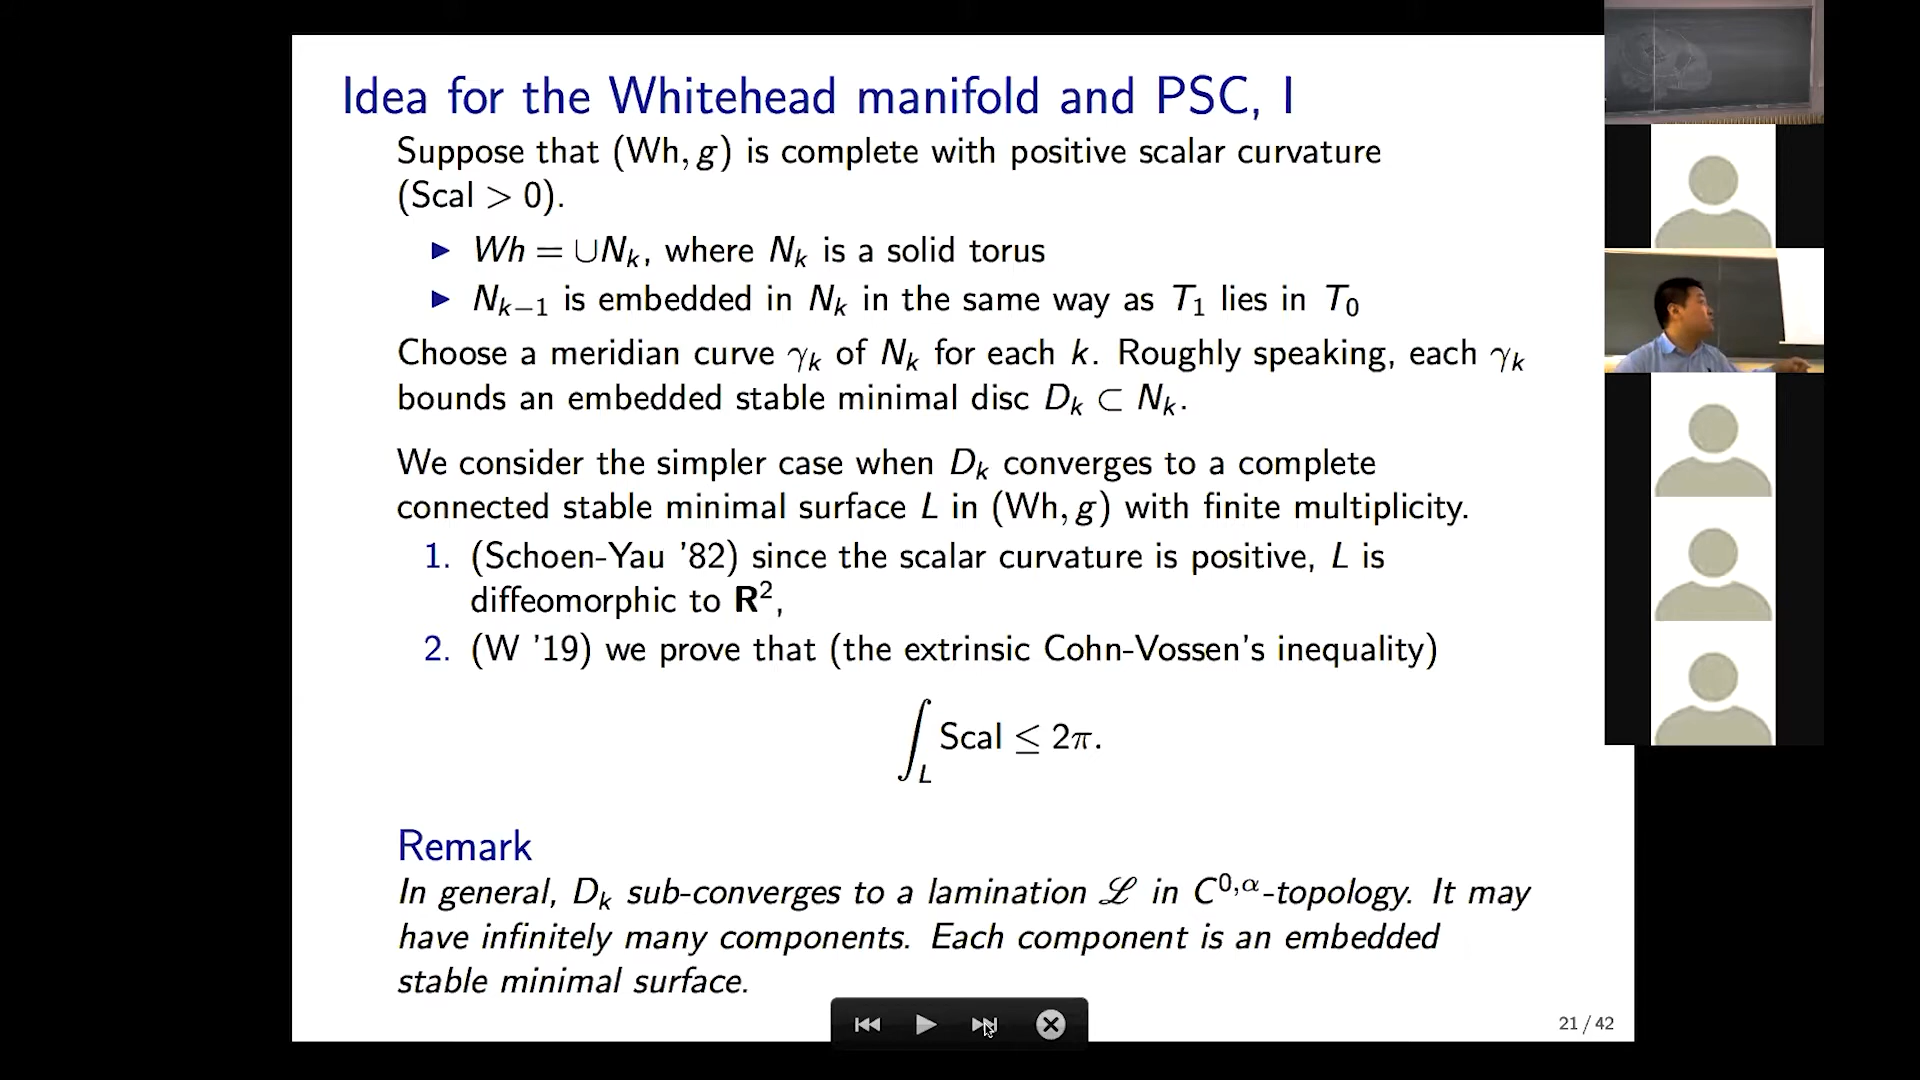 Idea for the Whitehead manifold and PSC, I
Suppose that (Wh, g) is complete with positive scalar curvature
(Scal > 0).
▶ Wh = ∪N_k, where N_k is a solid torus
▶ N_{k−1} is embedded in N_k in the same way as T_1 lies in T_0
Choose a meridian curve γ_k of N_k for each k. Roughly speaking, each γ_k
bounds an embedded stable minimal disc D_k ⊂ N_k.
We consider the simpler case when D_k converges to a complete
connected stable minimal surface L in (Wh, g) with finite multiplicity.
1. (Schoen-Yau '82) since the scalar curvature is positive, L is
diffeomorphic to R²,
2. (W '19) we prove that (the extrinsic Cohn-Vossen's inequality)
∫_L Scal ≤ 2π.
Remark
In general, D_k sub-converges to a lamination ℒ in C^{0,α}-topology. It may
have infinitely many components. Each component is an embedded
stable minimal surface.
21 / 42